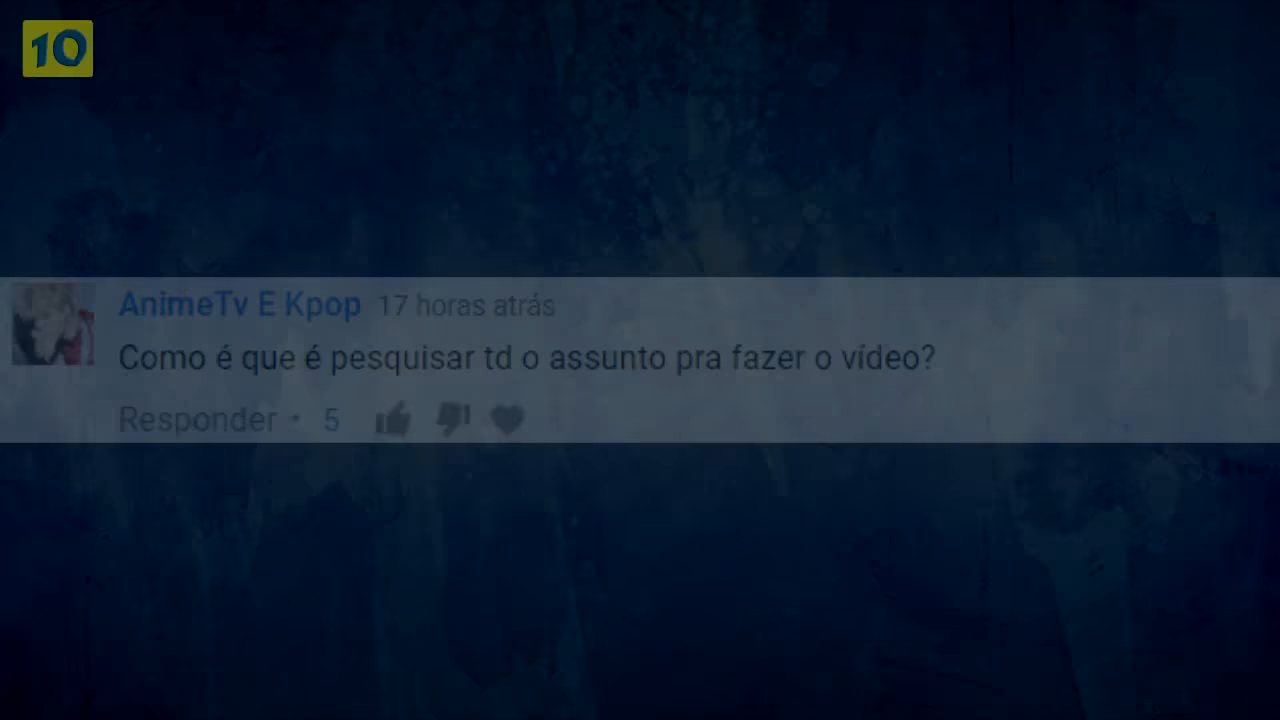 10
AnimeTv E Kpop 17 horas atrás
Como é que é pesquisar td o assunto pra fazer o vídeo?
Responder · 5